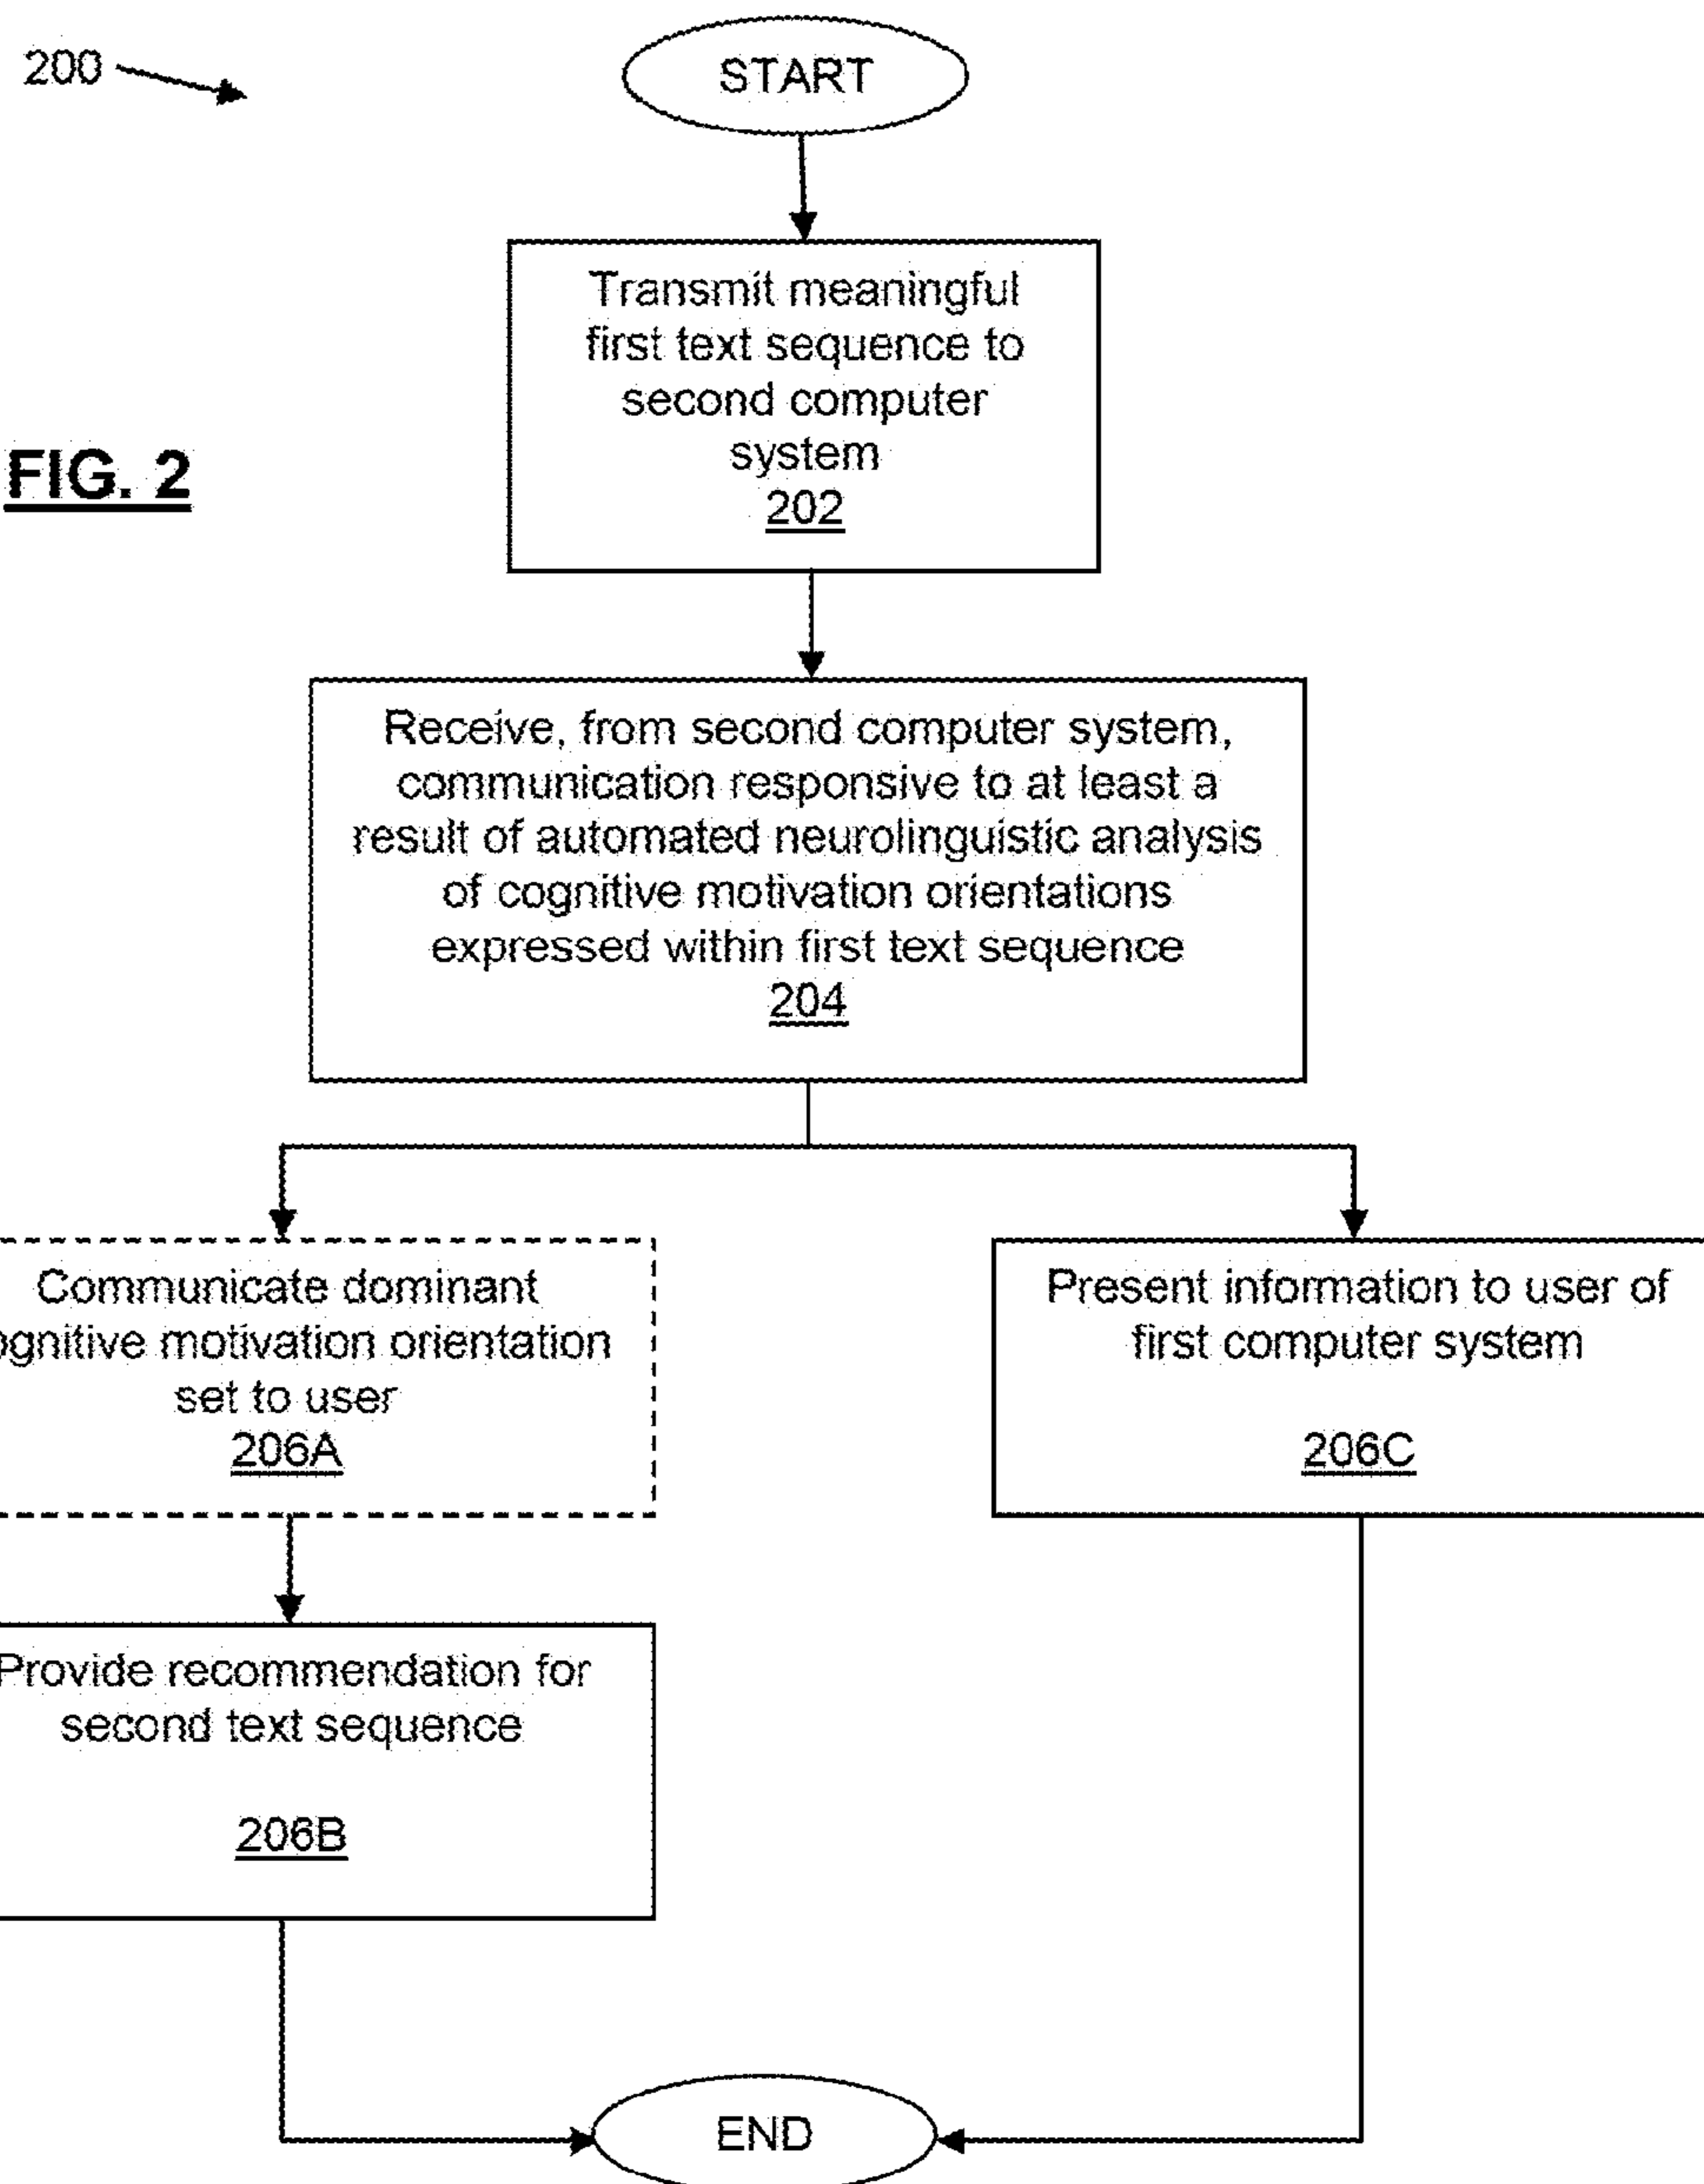 200
START
Transmit meaningful
first text sequence to
second computer
system
202
FIG. 2
Receive, from second computer system,
communication responsive to at least a
result of automated neurolinguistic analysis
of cognitive motivation orientations
expressed within first text sequence
204
Communicate dominant
ognitive motivation orientation
set to user
206A
Present information to user of
first computer system
206C
Provide recommendation for
second text sequence
206B
END